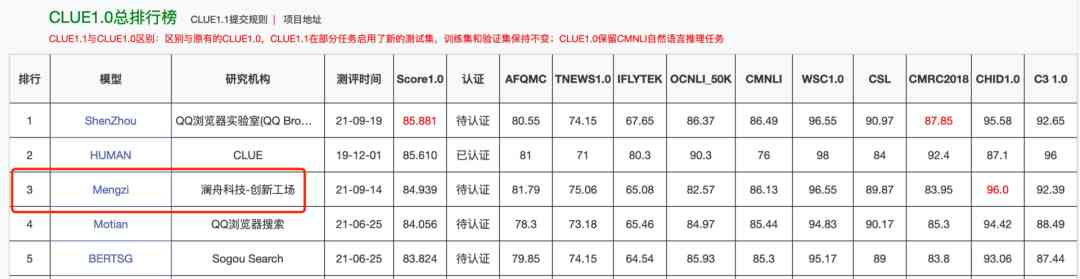 CLUE1.0总排行榜 CLUE1.1提交规则 | 项目地址
CLUE1.1与CLUE1.0区别：区别与原有的CLUE1.0，CLUE1.1在部分任务启用了新的测试集，训练集和验证集保持不变；CLUE1.0保留CMNLI自然语言推理任务
排行 模型 研究机构 测评时间 Score1.0 认证 AFQMC TNEWS1.0 IFLYTEK OCNLI_50K CMNLI WSC1.0 CSL CMRC2018 CHID1.0 C3 1.0
1 ShenZhou QQ浏览器实验室(QQ Bro... 21-09-19 85.881 待认证 80.55 74.15 67.65 86.37 86.49 96.55 90.97 87.85 95.58 92.65
2 HUMAN CLUE 19-12-01 85.610 已认证 81 71 80.3 90.3 76 98 84 92.4 87.1 96
3 Mengzi 澜舟科技-创新工场 21-09-14 84.939 待认证 81.79 75.06 65.08 82.57 86.13 96.55 89.87 83.95 96.0 92.39
4 Motian QQ浏览器搜索 21-06-25 84.056 待认证 78.3 73.18 65.46 84.97 85.44 94.83 90.17 85.3 94.42 88.49
5 BERTSG Sogou Search 21-06-25 83.824 待认证 79.85 74.15 64.54 85.93 85.3 95.17 89 83.8 93.06 87.44